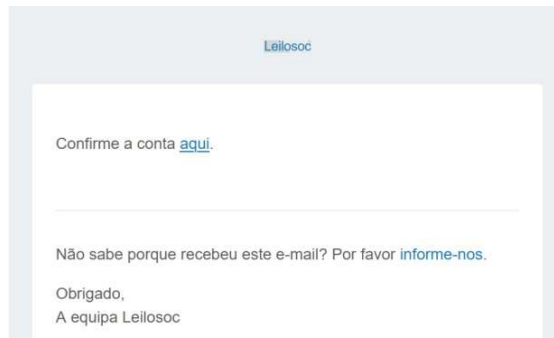 Leilosoc
Confirme a conta aqui.
Não sabe porque recebeu este e-mail? Por favor informe-nos.
Obrigado,
A equipa Leilosoc